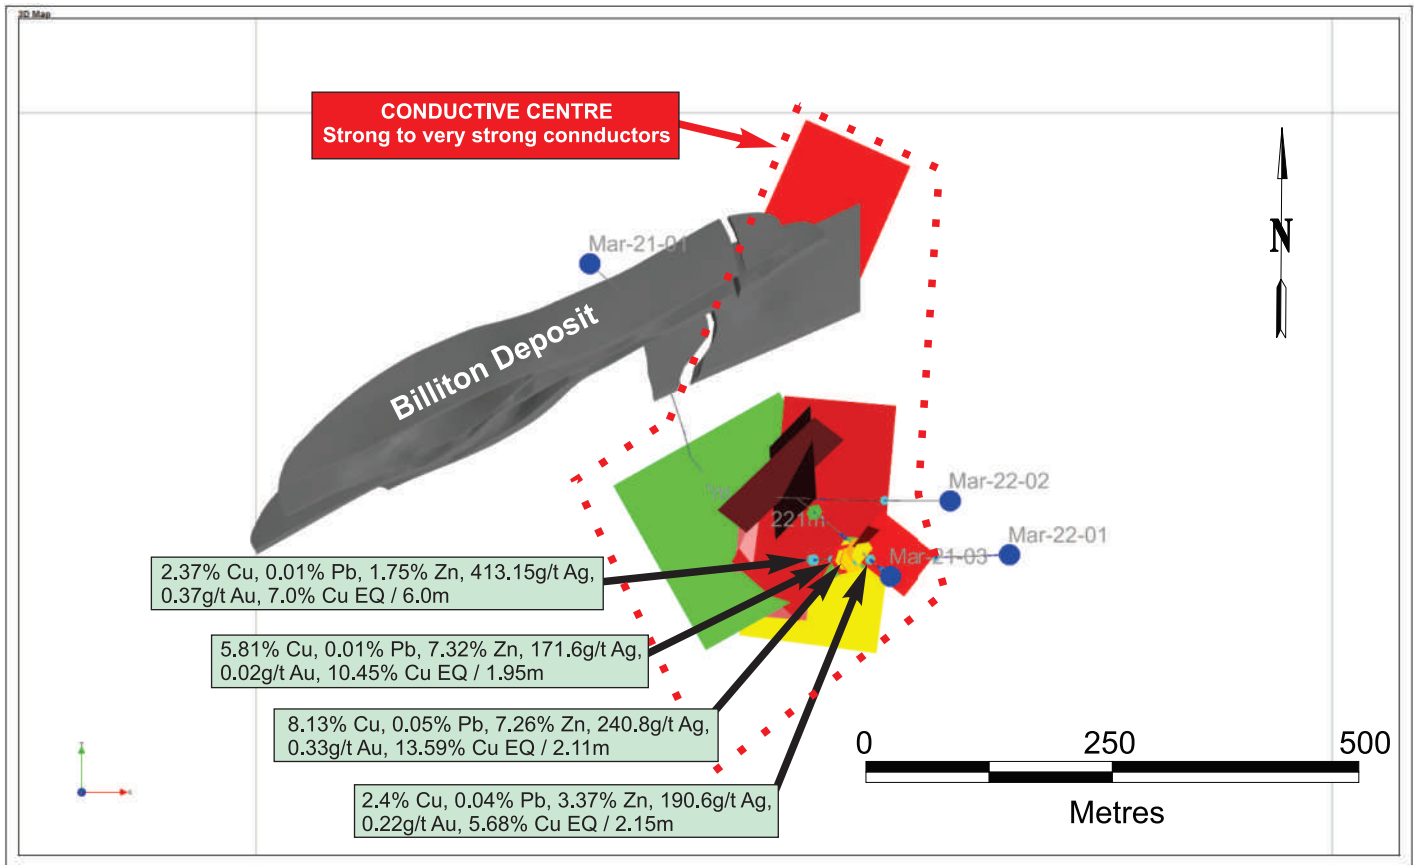 3D Map
CONDUCTIVE CENTRE
Strong to very strong connductors
Mar-21-01
N
Billiton Deposit
Mar-22-02
221m
Mar-22-01
Mar-21-03
2.37% Cu, 0.01% Pb, 1.75% Zn, 413.15g/t Ag,
0.37g/t Au, 7.0% Cu EQ / 6.0m
5.81% Cu, 0.01% Pb, 7.32% Zn, 171.6g/t Ag,
0.02g/t Au, 10.45% Cu EQ / 1.95m
8.13% Cu, 0.05% Pb, 7.26% Zn, 240.8g/t Ag,
0.33g/t Au, 13.59% Cu EQ / 2.11m
2.4% Cu, 0.04% Pb, 3.37% Zn, 190.6g/t Ag,
0.22g/t Au, 5.68% Cu EQ / 2.15m
0 250 500
Metres